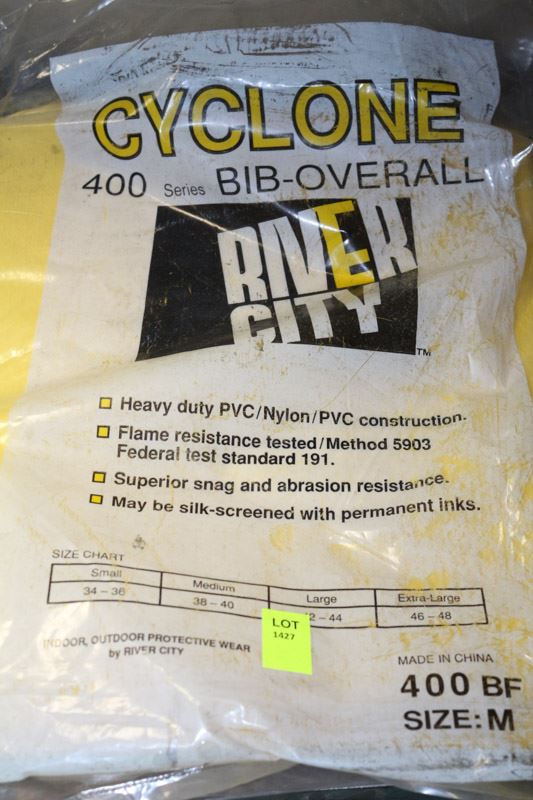 CYCLONE
400 Series BIB-OVERALL
RIVER
CITY
TM
Heavy duty PVC/Nylon/PVC construction.
Flame resistance tested/Method 5903
Federal test standard 191.
Superior snag and abrasion resistance.
May be silk-screened with permanent inks.
SIZE CHART
Small Medium Large Extra-Large
34 – 36 38 – 40 2 – 44 46 – 48
LOT
1427
INDOOR, OUTDOOR PROTECTIVE WEAR
by RIVER CITY
MADE IN CHINA
400 BF
SIZE: M